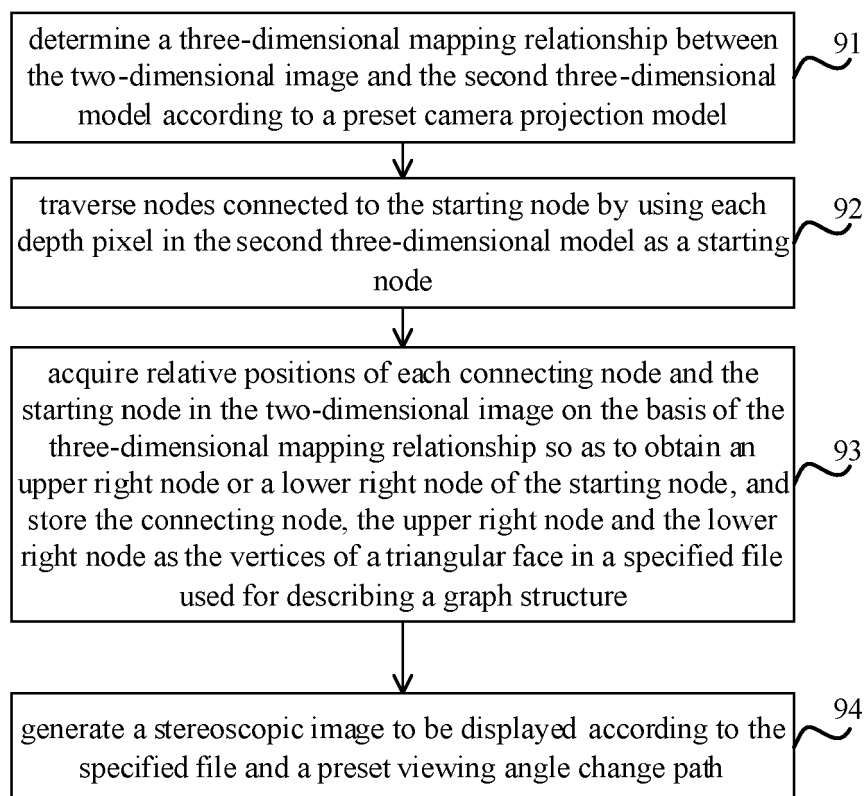 determine a three-dimensional mapping relationship between
the two-dimensional image and the second three-dimensional
model according to a preset camera projection model
91
traverse nodes connected to the starting node by using each
depth pixel in the second three-dimensional model as a starting
node
92
acquire relative positions of each connecting node and the
starting node in the two-dimensional image on the basis of the
three-dimensional mapping relationship so as to obtain an
upper right node or a lower right node of the starting node, and
store the connecting node, the upper right node and the lower
right node as the vertices of a triangular face in a specified file
used for describing a graph structure
93
generate a stereoscopic image to be displayed according to the
specified file and a preset viewing angle change path
94